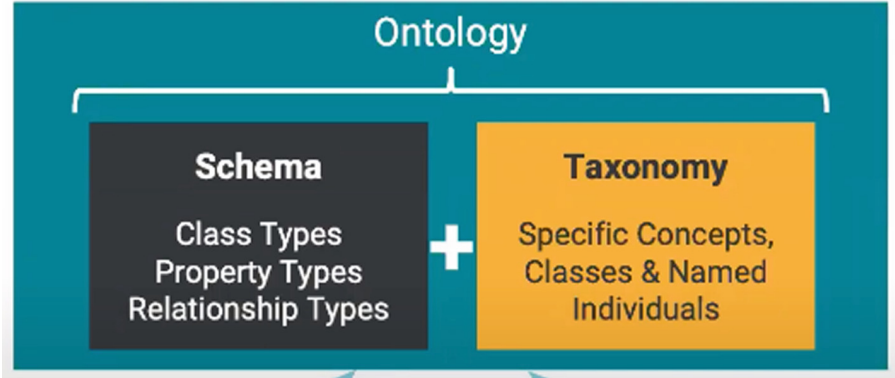 Ontology
Schema
Class Types
Property Types
Relationship Types
+
Taxonomy
Specific Concepts,
Classes & Named
Individuals